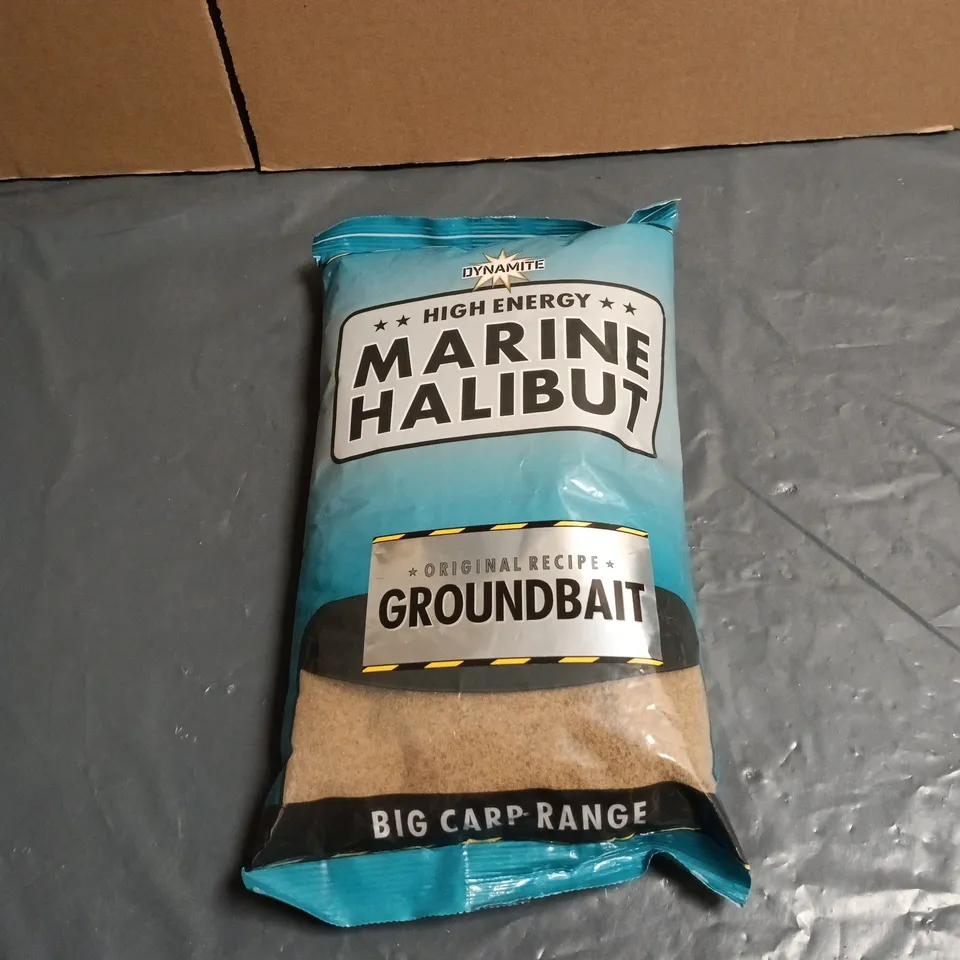 DYNAMITE
HIGH ENERGY
MARINE
HALIBUT
ORIGINAL RECIPE
GROUNDBAIT
BIG CARP RANGE